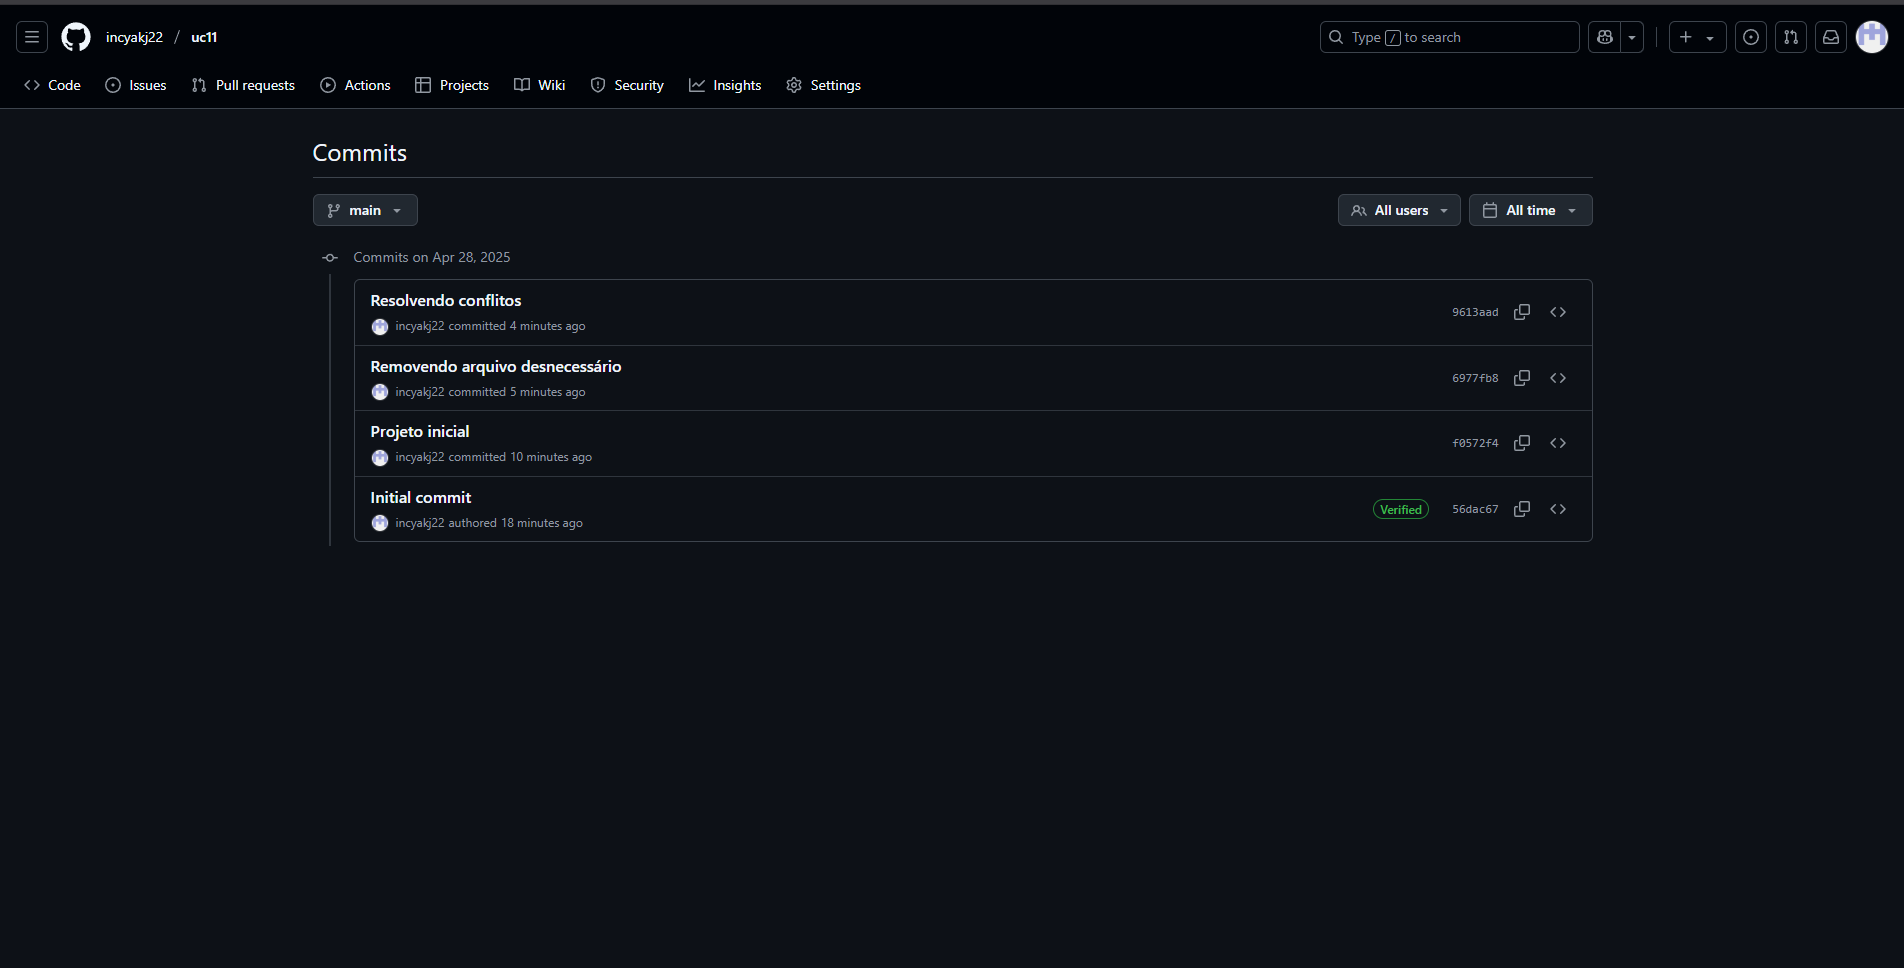 incyakj22 / uc11
Type / to search
Code Issues Pull requests Actions Projects Wiki Security Insights Settings
Commits
main
All users All time
Commits on Apr 28, 2025
Resolvendo conflitos
incyakj22 committed 4 minutes ago
9613aad
Removendo arquivo desnecessário
incyakj22 committed 5 minutes ago
6977fb8
Projeto inicial
incyakj22 committed 10 minutes ago
f0572f4
Initial commit
incyakj22 authored 18 minutes ago
Verified 56dac67